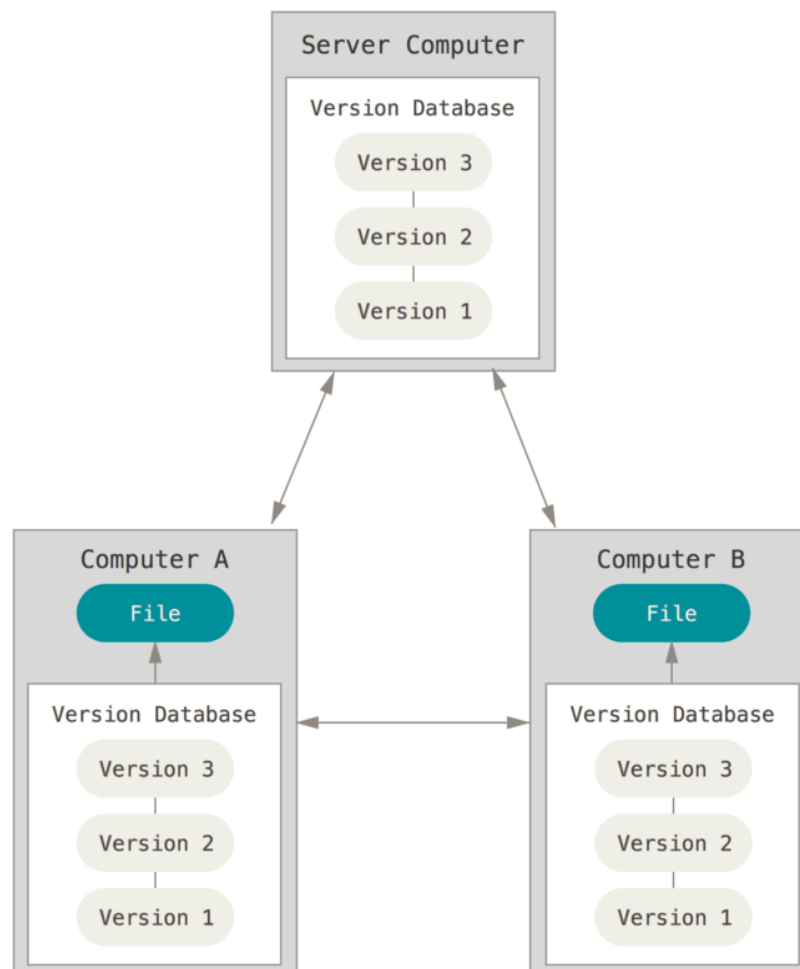 Server Computer
Version Database
Version 3
Version 2
Version 1
Computer A
File
Version Database
Version 3
Version 2
Version 1
Computer B
File
Version Database
Version 3
Version 2
Version 1